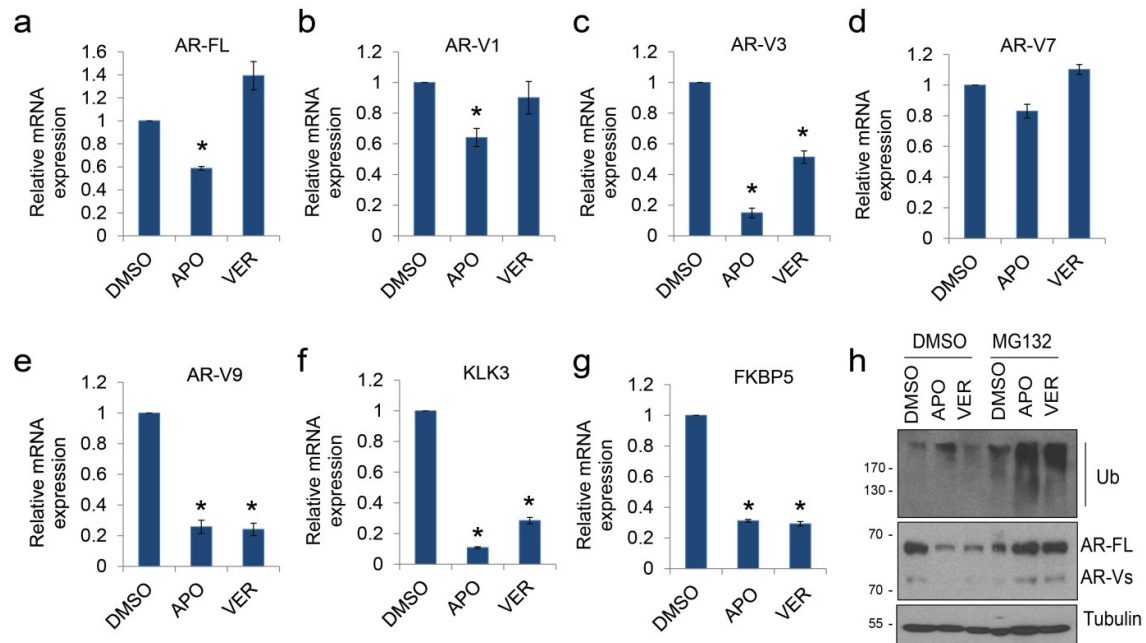 a
AR-FL
Relative mRNA
expression
1.6
1.4
1.2
1
0.8
0.6
0.4
0.2
0
*
DMSO
APO
VER
b
AR-V1
Relative mRNA
expression
1.2
1
0.8
0.6
0.4
0.2
0
*
DMSO
APO
VER
c
AR-V3
Relative mRNA
expression
1.2
1
0.8
0.6
0.4
0.2
0
*
*
DMSO
APO
VER
d
AR-V7
Relative mRNA
expression
1.2
1
0.8
0.6
0.4
0.2
0
DMSO
APO
VER
e
AR-V9
Relative mRNA
expression
1.2
1
0.8
0.6
0.4
0.2
0
*
*
DMSO
APO
VER
f
KLK3
Relative mRNA
expression
1.2
1
0.8
0.6
0.4
0.2
0
*
*
DMSO
APO
VER
g
FKBP5
Relative mRNA
expression
1.2
1
0.8
0.6
0.4
0.2
0
*
*
DMSO
APO
VER
h
DMSO MG132
DMSO APO VER DMSO APO VER
170 -
130 -
Ub
70 -
AR-FL
AR-Vs
70 -
55 -
Tubulin